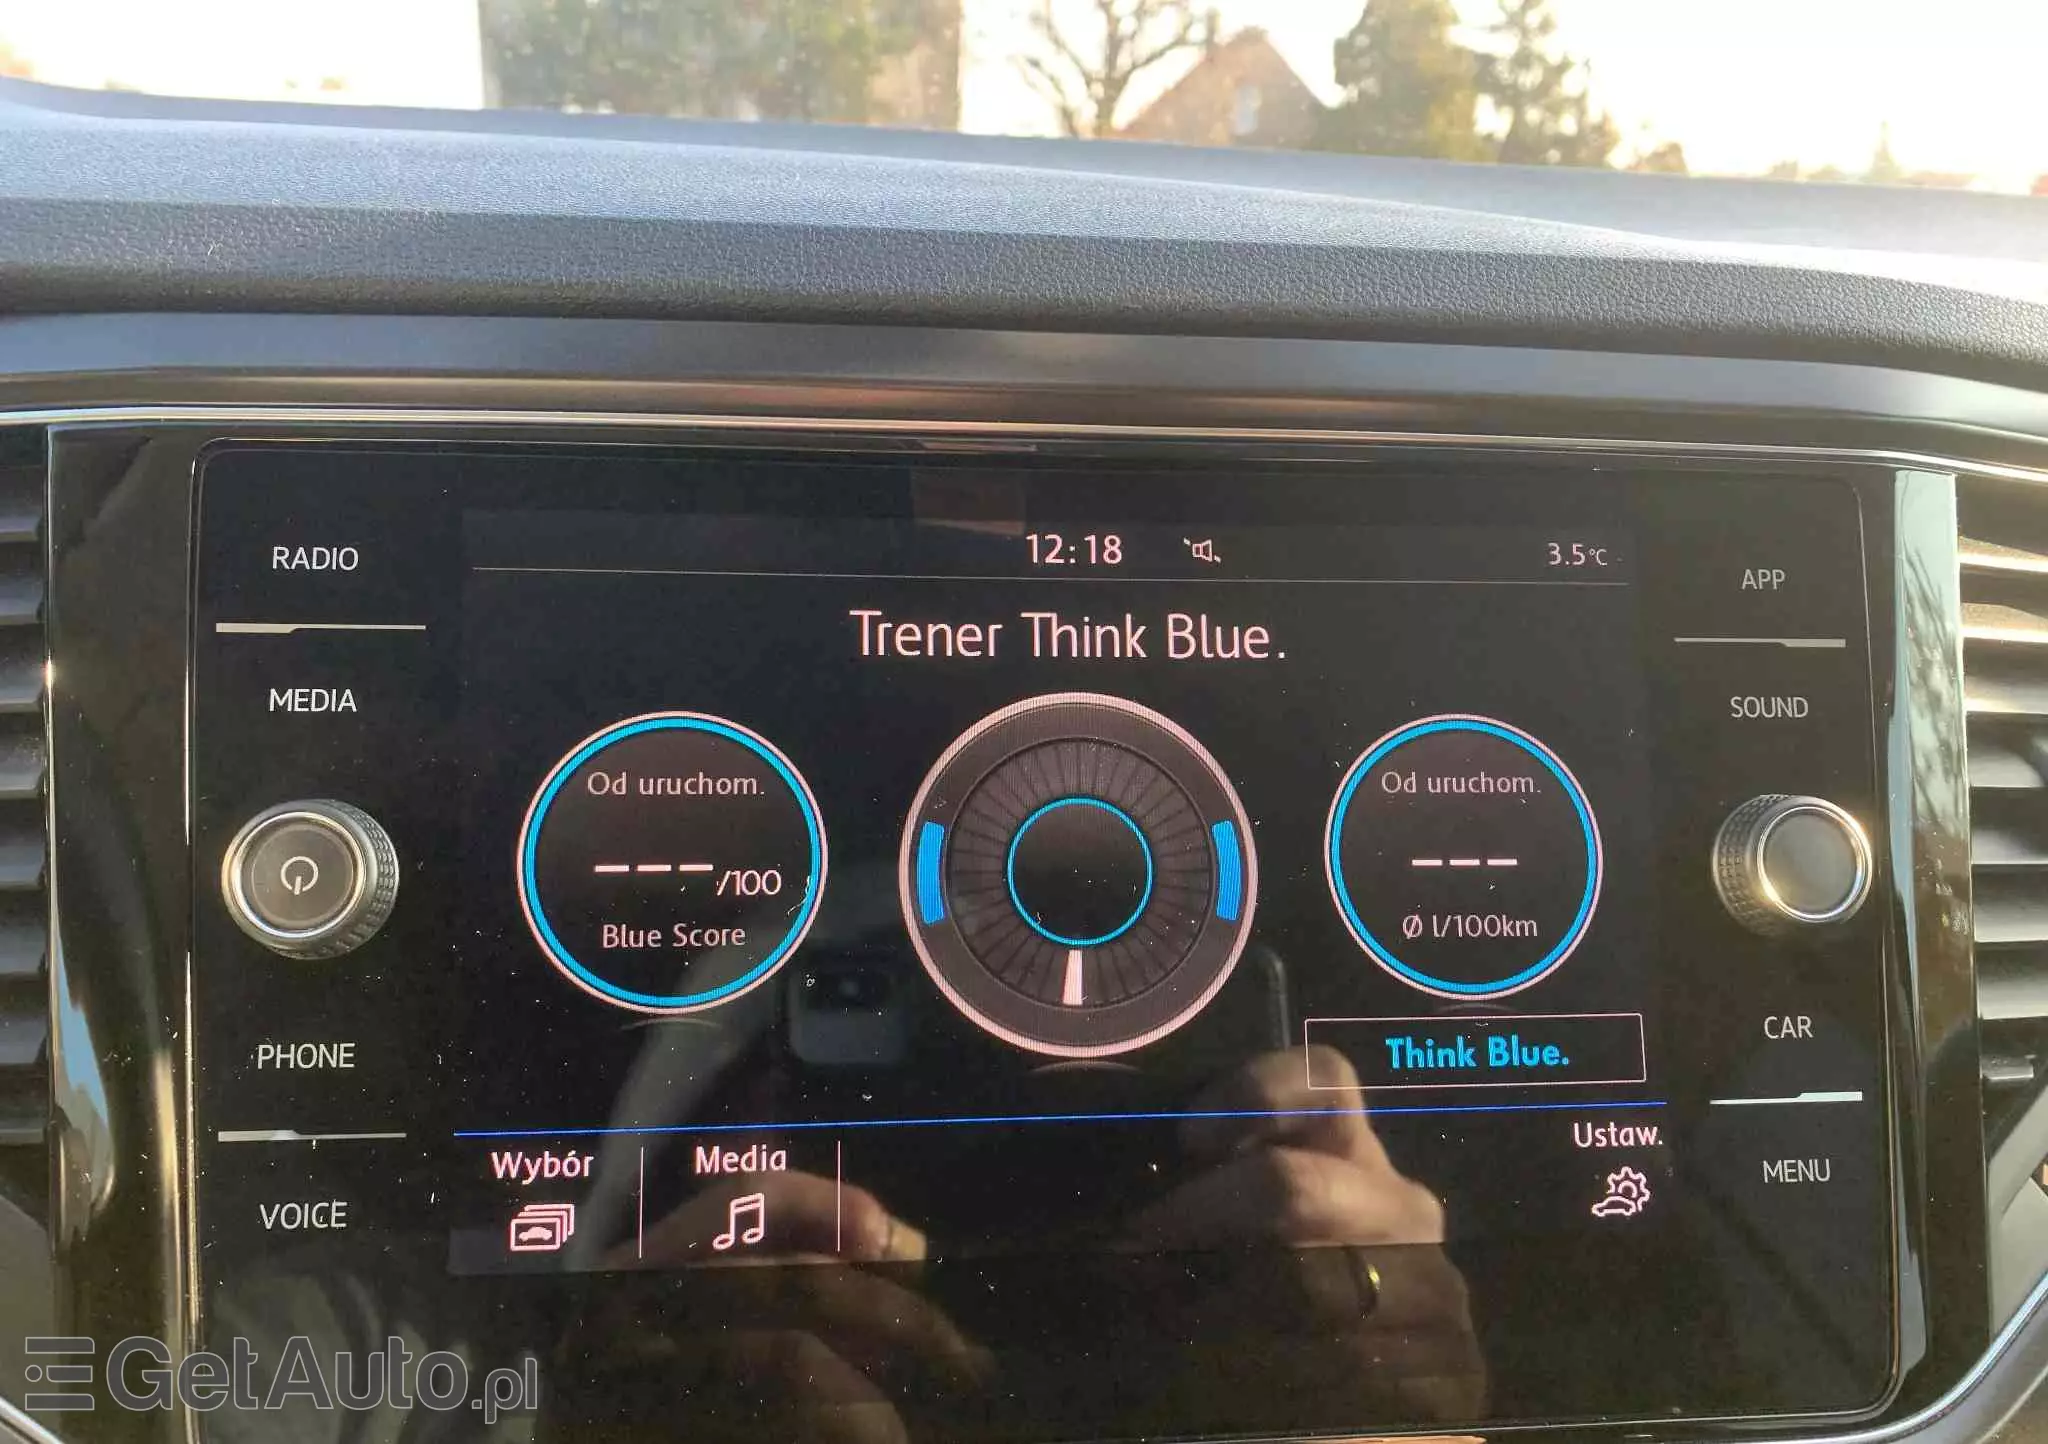 12:18
3.5°C
RADIO
APP
Trener Think Blue.
MEDIA
SOUND
Od uruchom.
---/100
Blue Score
Od uruchom.
---
Ø l/100km
Think Blue.
PHONE
CAR
Wybór
Media
Ustaw.
VOICE
MENU
GetAuto.pl